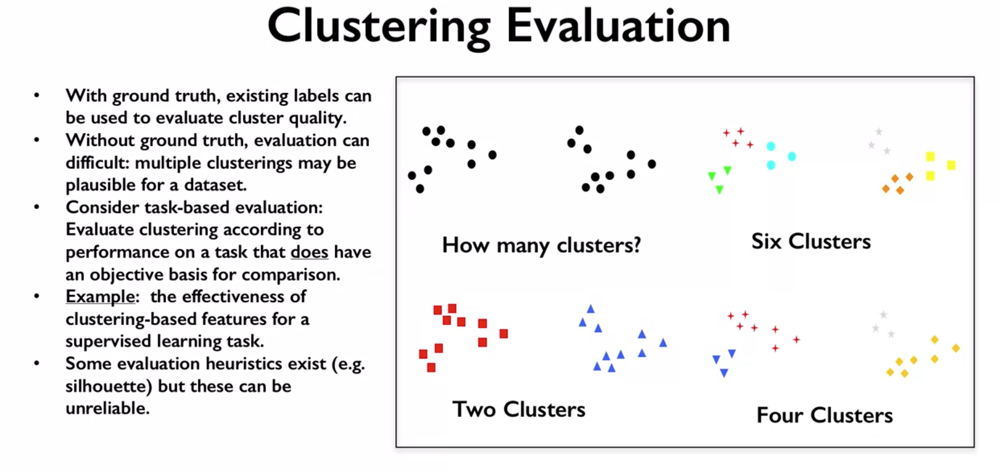 Clustering Evaluation
• With ground truth, existing labels can
be used to evaluate cluster quality.
• Without ground truth, evaluation can
difficult: multiple clusterings may be
plausible for a dataset.
• Consider task-based evaluation:
Evaluate clustering according to
performance on a task that does have
an objective basis for comparison.
• Example: the effectiveness of
clustering-based features for a
supervised learning task.
• Some evaluation heuristics exist (e.g.
silhouette) but these can be
unreliable.
How many clusters?
Six Clusters
Two Clusters
Four Clusters